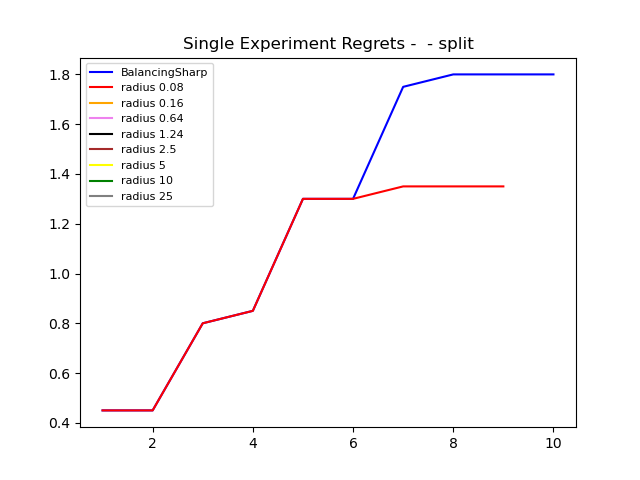 Single Experiment Regrets -  - split
BalancingSharp
radius 0.08
radius 0.16
radius 0.64
radius 1.24
radius 2.5
radius 5
radius 10
radius 25
1.8
1.6
1.4
1.2
1.0
0.8
0.6
0.4
2 4 6 8 10